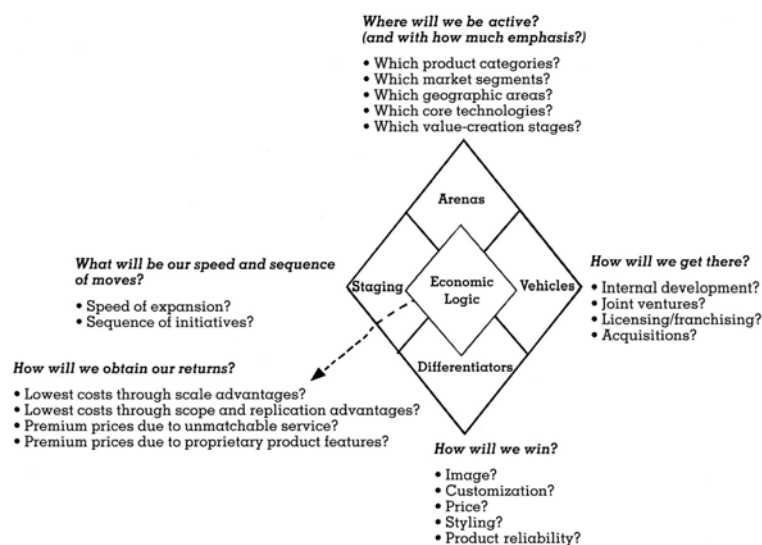 Where will we be active?
(and with how much emphasis?)
• Which product categories?
• Which market segments?
• Which geographic areas?
• Which core technologies?
• Which value-creation stages?
Arenas
What will be our speed and sequence
of moves?
• Speed of expansion?
• Sequence of initiatives?
Staging
Economic
Logic
Vehicles
How will we get there?
• Internal development?
• Joint ventures?
• Licensing/franchising?
• Acquisitions?
How will we obtain our returns?
• Lowest costs through scale advantages?
• Lowest costs through scope and replication advantages?
• Premium prices due to unmatchable service?
• Premium prices due to proprietary product features?
Differentiators
How will we win?
• Image?
• Customization?
• Price?
• Styling?
• Product reliability?